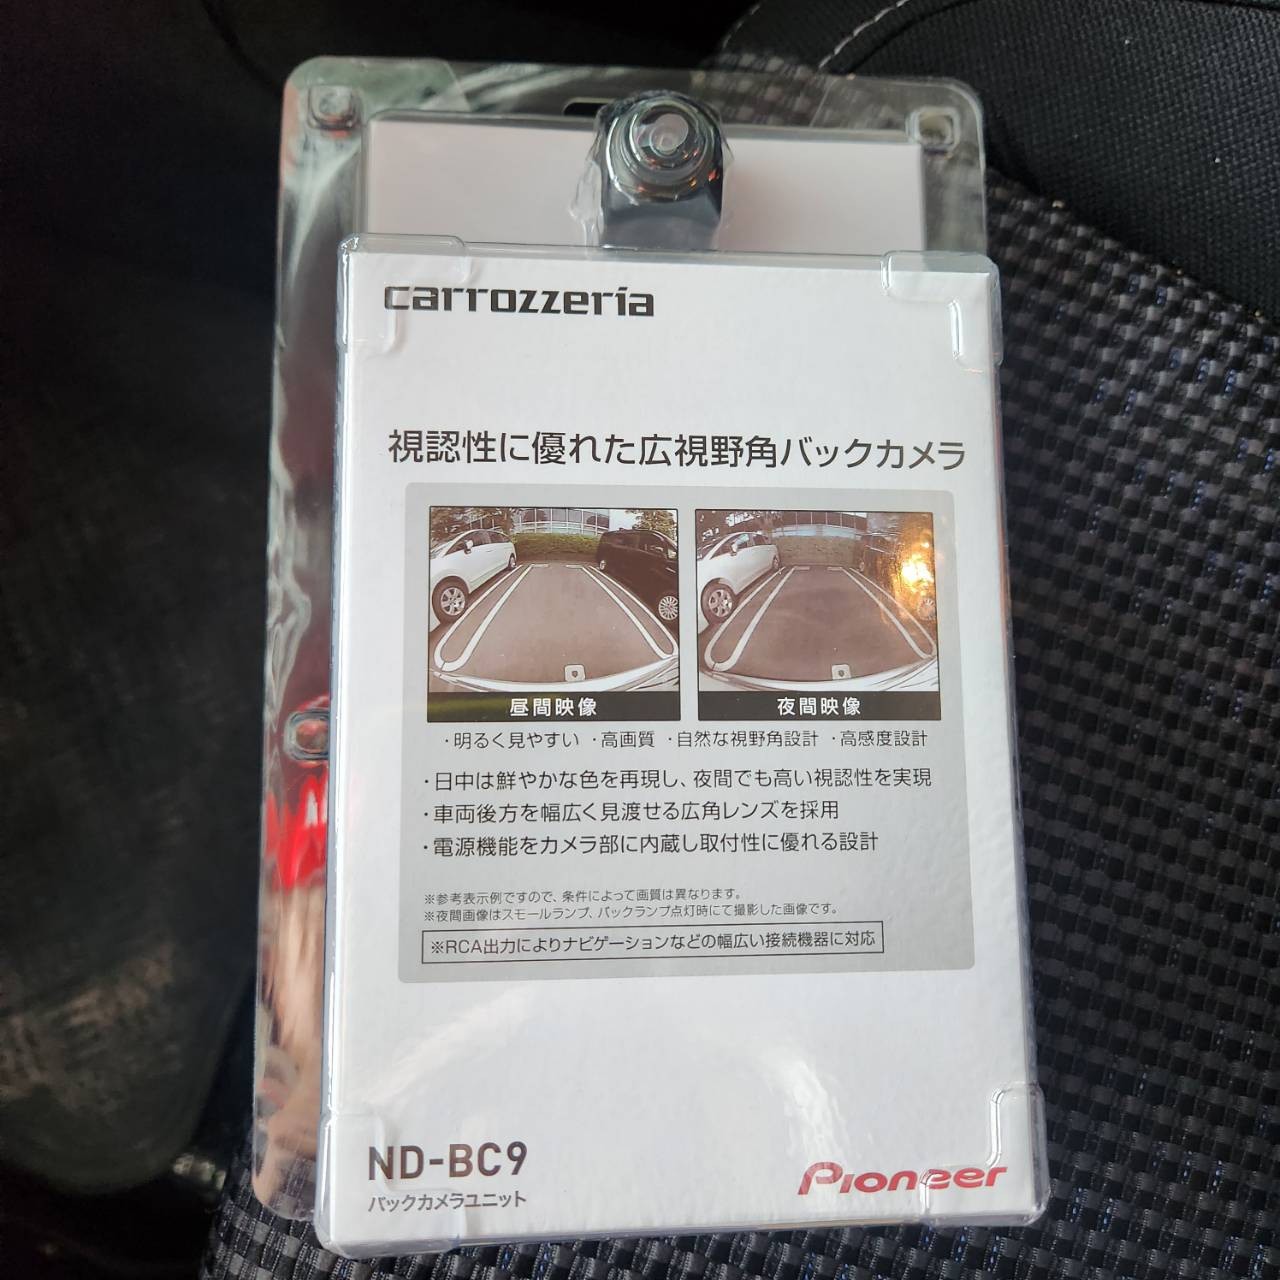 carrozzeria
視認性に優れた広視野角バックカメラ
昼間映像 夜間映像
・明るく見やすい ・高画質 ・自然な視野角設計 ・高感度設計
・日中は鮮やかな色を再現し、夜間でも高い視認性を実現
・車両後方を幅広く見渡せる広角レンズを採用
・電源機能をカメラ部に内蔵し取付性に優れる設計
※参考表示例ですので、条件によって画質は異なります。
※夜間画像はスモールランプ、バックランプ点灯時にて撮影した画像です。
※RCA出力によりナビゲーションなどの幅広い接続機器に対応
ND-BC9
バックカメラユニット
Pioneer